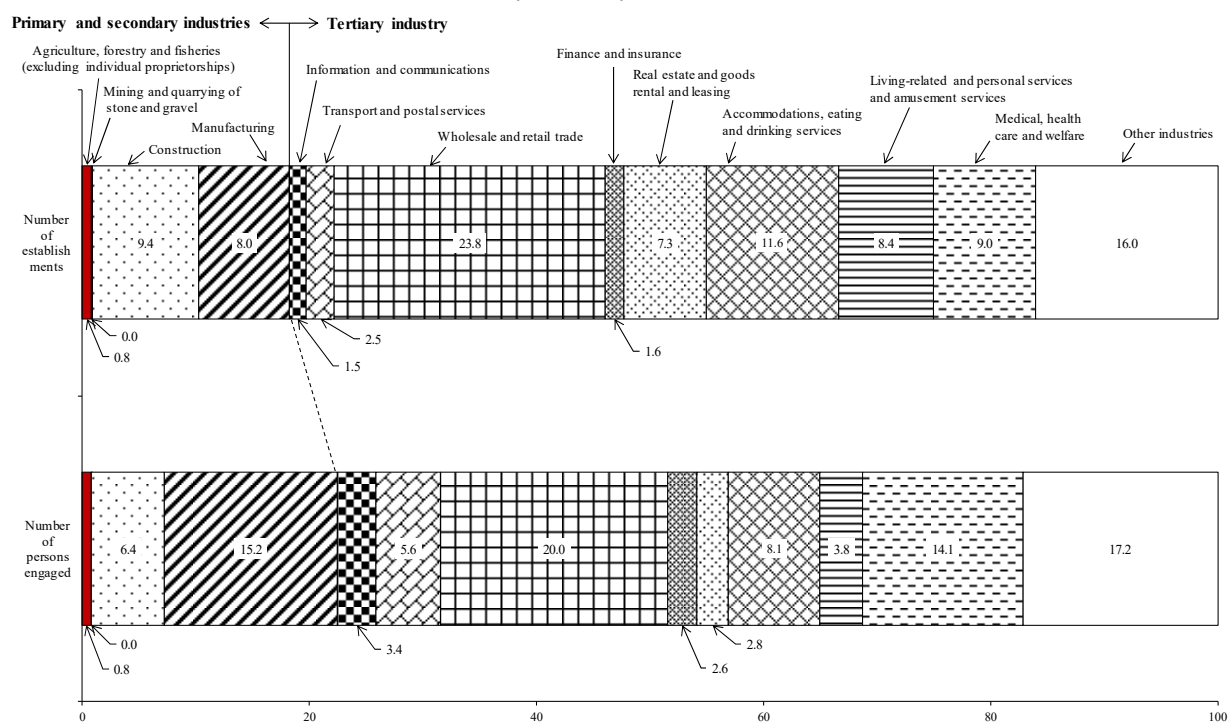 Primary and secondary industries
Tertiary industry
Agriculture, forestry and fisheries
(excluding individual proprietorships)
Mining and quarrying of
stone and gravel
Manufacturing
Construction
Information and communications
Transport and postal services
Wholesale and retail trade
Finance and insurance
Real estate and goods
rental and leasing
Accommodations, eating
and drinking services
Living-related and personal services
and amusement services
Medical, health
care and welfare
Other industries
Number
of
establish
ments
9.4
8.0
23.8
7.3
11.6
8.4
9.0
16.0
0.0
0.8
2.5
1.5
1.6
Number
of
persons
engaged
6.4
15.2
5.6
20.0
8.1
3.8
14.1
17.2
0.0
0.8
3.4
2.8
2.6
0
20
40
60
80
100